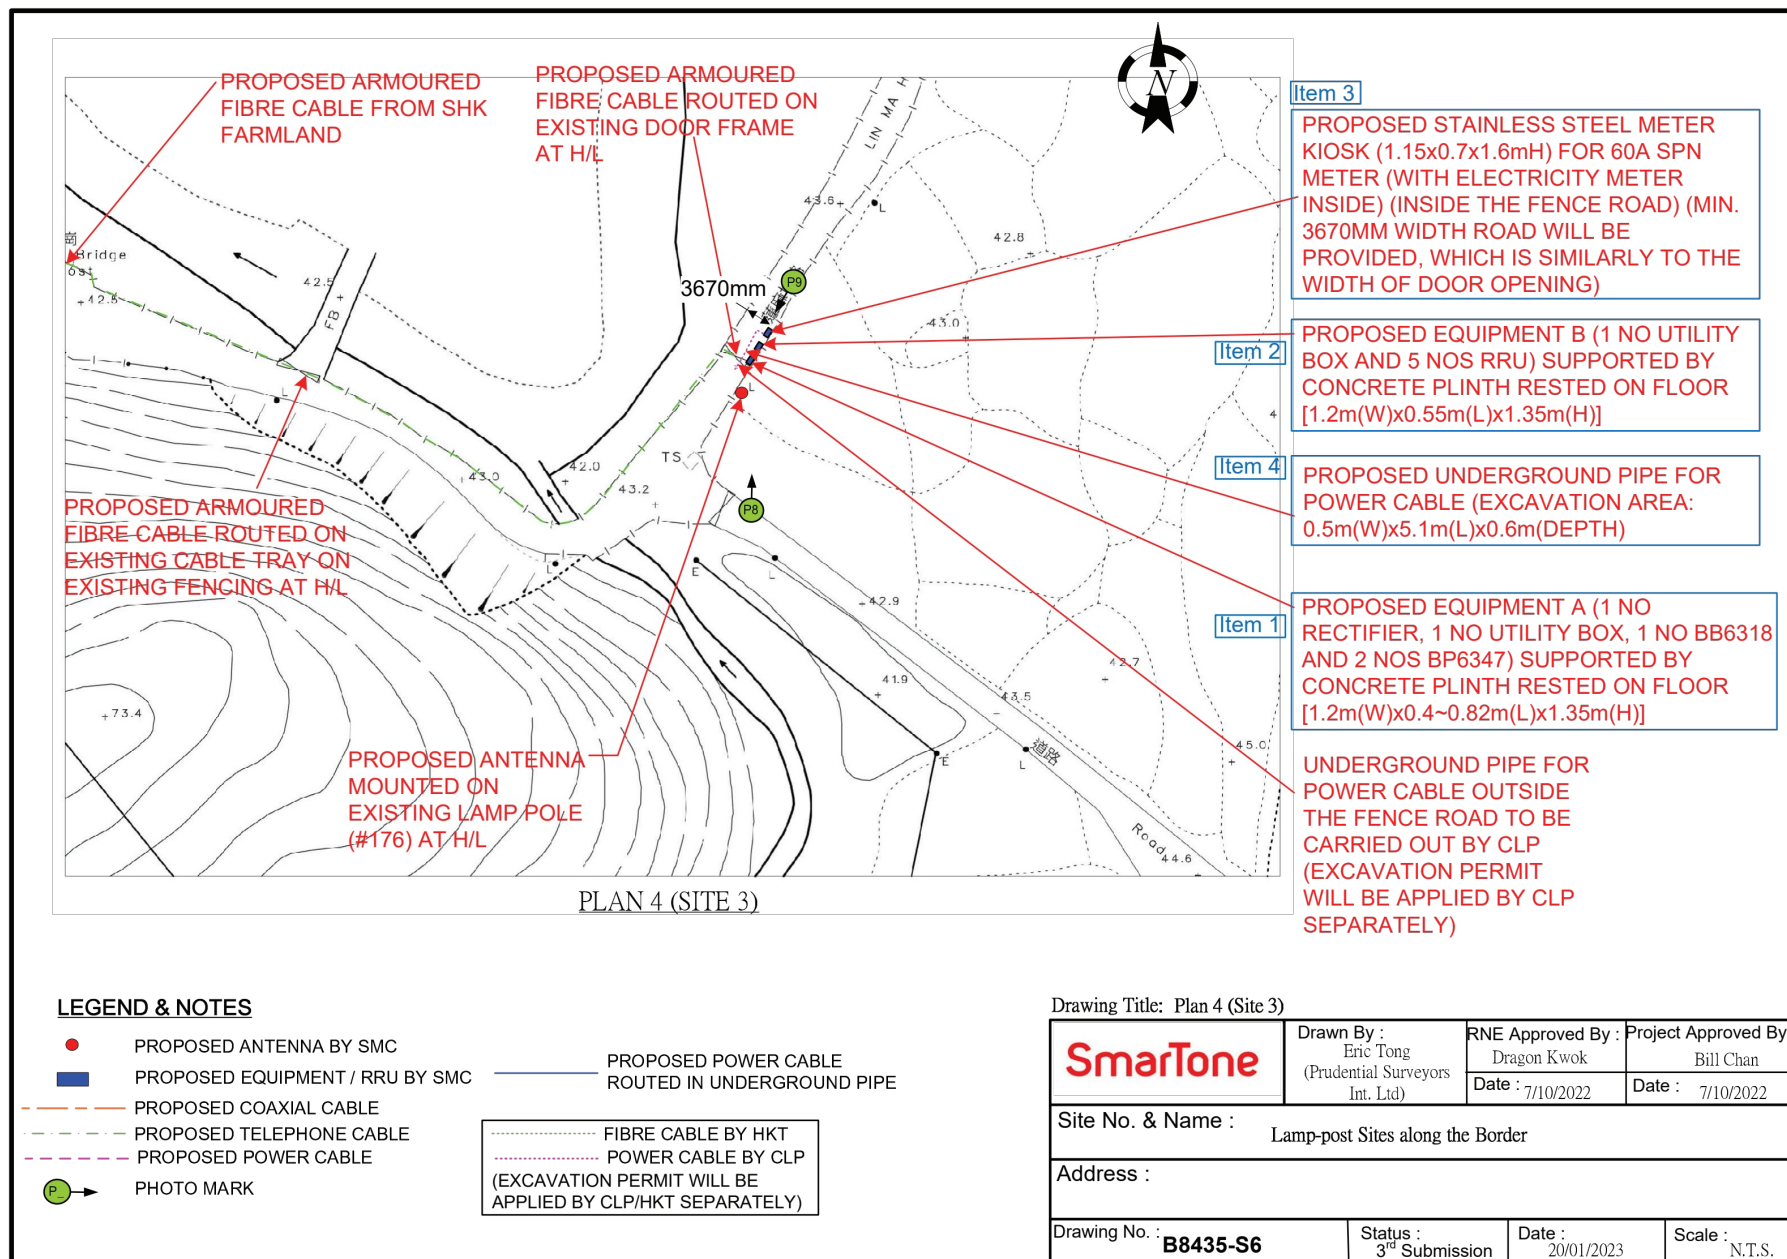 PROPOSED ARMOURED
FIBRE CABLE FROM SHK
FARMLAND
PROPOSED ARMOURED
FIBRE CABLE ROUTED ON
EXISTING DOOR FRAME
AT H/L
LIN MA H
N
Item 3
PROPOSED STAINLESS STEEL METER
KIOSK (1.15x0.7x1.6mH) FOR 60A SPN
METER (WITH ELECTRICITY METER
INSIDE) (INSIDE THE FENCE ROAD) (MIN.
3670MM WIDTH ROAD WILL BE
PROVIDED, WHICH IS SIMILARLY TO THE
WIDTH OF DOOR OPENING)
43.6
L
42.8
Bridge
ost
42.5
42.5
FB
3670mm
P9
43.0
Item 2
PROPOSED EQUIPMENT B (1 NO UTILITY
BOX AND 5 NOS RRU) SUPPORTED BY
CONCRETE PLINTH RESTED ON FLOOR
[1.2m(W)x0.55m(L)x1.35m(H)]
L
L
4
TS
43.0
42.0
43.2
P8
Item 4
PROPOSED UNDERGROUND PIPE FOR
POWER CABLE (EXCAVATION AREA:
0.5m(W)x5.1m(L)x0.6m(DEPTH)
PROPOSED ARMOURED
FIBRE CABLE ROUTED ON
EXISTING CABLE TRAY ON
EXISTING FENCING AT H/L
L
E
L
42.9
Item 1
PROPOSED EQUIPMENT A (1 NO
RECTIFIER, 1 NO UTILITY BOX, 1 NO BB6318
AND 2 NOS BP6347) SUPPORTED BY
CONCRETE PLINTH RESTED ON FLOOR
[1.2m(W)x0.4~0.82m(L)x1.35m(H)]
42.7
41.9
43.5
73.4
45.0
道路
E
L
PROPOSED ANTENNA
MOUNTED ON
EXISTING LAMP POLE
(#176) AT H/L
Road
44.6
UNDERGROUND PIPE FOR
POWER CABLE OUTSIDE
THE FENCE ROAD TO BE
CARRIED OUT BY CLP
(EXCAVATION PERMIT
WILL BE APPLIED BY CLP
SEPARATELY)
PLAN 4 (SITE 3)
LEGEND & NOTES
PROPOSED ANTENNA BY SMC
PROPOSED EQUIPMENT / RRU BY SMC
PROPOSED COAXIAL CABLE
PROPOSED TELEPHONE CABLE
PROPOSED POWER CABLE
P_
PHOTO MARK
PROPOSED POWER CABLE
ROUTED IN UNDERGROUND PIPE
FIBRE CABLE BY HKT
POWER CABLE BY CLP
(EXCAVATION PERMIT WILL BE
APPLIED BY CLP/HKT SEPARATELY)
Drawing Title: Plan 4 (Site 3)
SmarTone
Drawn By :
Eric Tong
(Prudential Surveyors
Int. Ltd)
RNE Approved By :
Dragon Kwok
Date : 7/10/2022
Project Approved By
Bill Chan
Date : 7/10/2022
Site No. & Name :
Lamp-post Sites along the Border
Address :
Drawing No. : B8435-S6
Status :
3rd Submission
Date :
20/01/2023
Scale :
N.T.S.